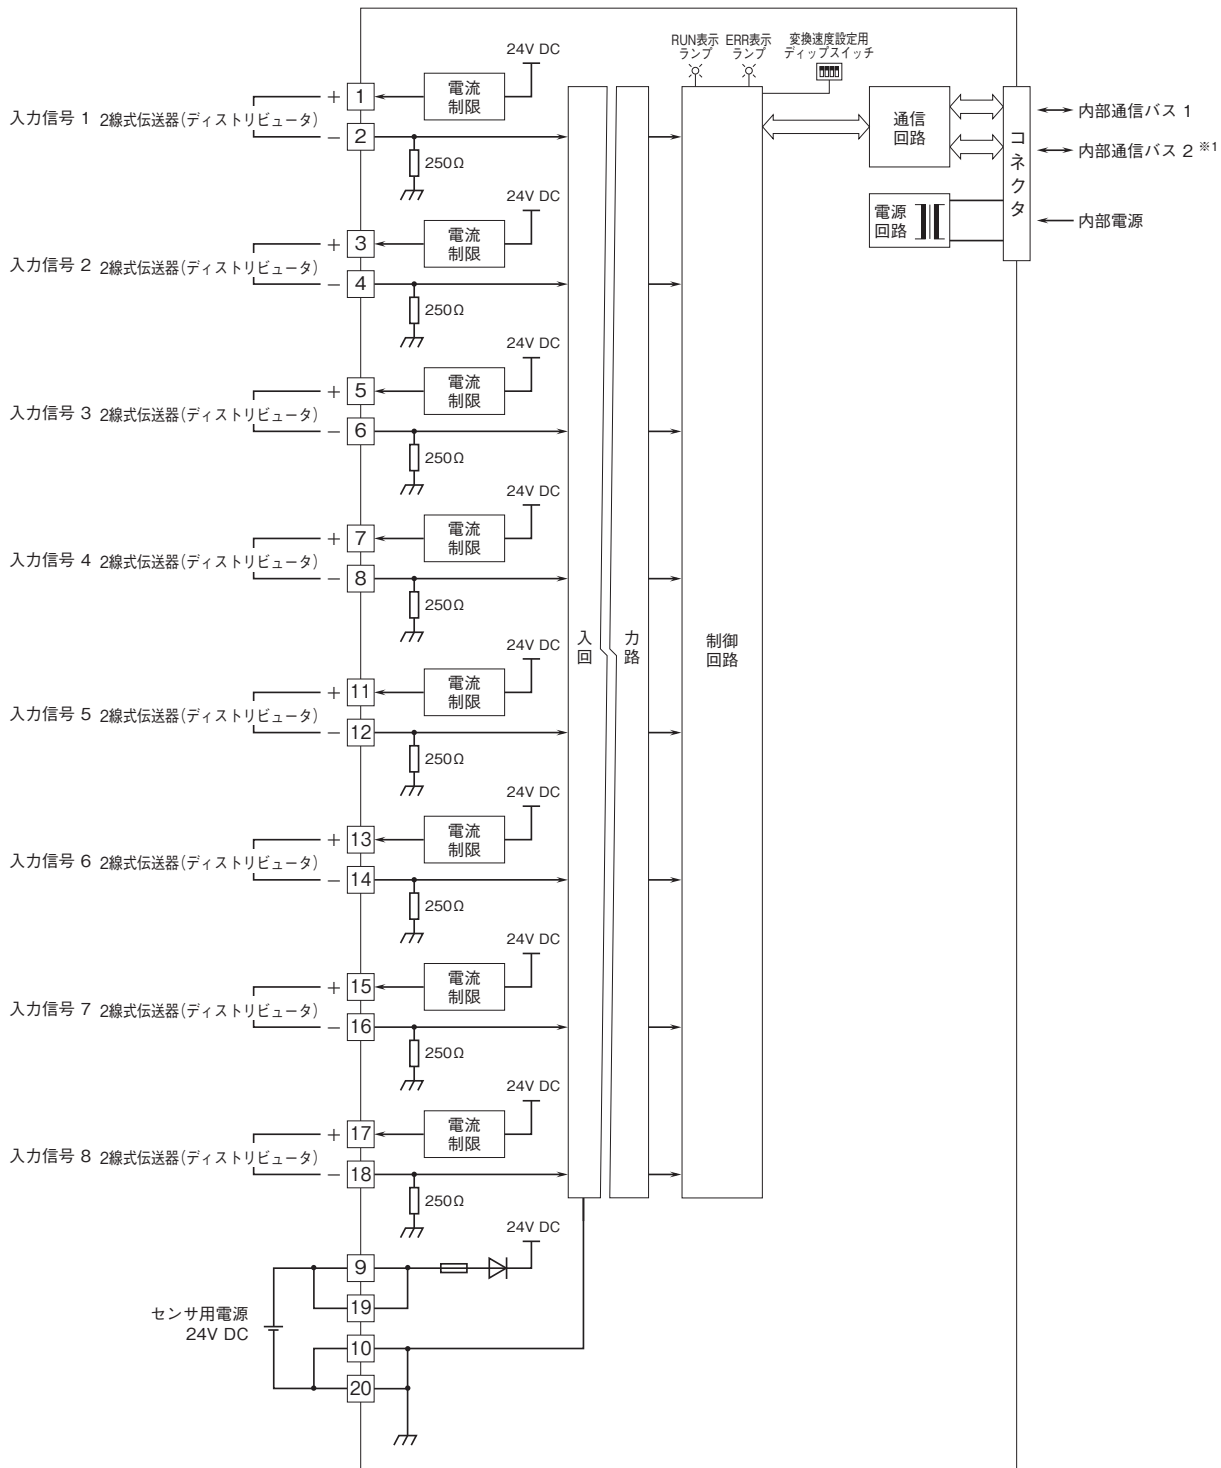 RUN表示
ランプ
ERR表示
ランプ
変換速度設定用
ディップスイッチ
24V DC
電流
制限
入力信号 1 2線式伝送器(ディストリビュータ)
+ 1
− 2
250Ω
24V DC
電流
制限
入力信号 2 2線式伝送器(ディストリビュータ)
+ 3
− 4
250Ω
24V DC
電流
制限
入力信号 3 2線式伝送器(ディストリビュータ)
+ 5
− 6
250Ω
24V DC
電流
制限
入力信号 4 2線式伝送器(ディストリビュータ)
+ 7
− 8
250Ω
24V DC
電流
制限
入力信号 5 2線式伝送器(ディストリビュータ)
+ 11
− 12
250Ω
24V DC
電流
制限
入力信号 6 2線式伝送器(ディストリビュータ)
+ 13
− 14
250Ω
24V DC
電流
制限
入力信号 7 2線式伝送器(ディストリビュータ)
+ 15
− 16
250Ω
24V DC
電流
制限
入力信号 8 2線式伝送器(ディストリビュータ)
+ 17
− 18
250Ω
24V DC
9
19
センサ用電源
24V DC
10
20
入力
回路
制御
回路
通信
回路
電源
回路
コネクタ
内部通信バス 1
内部通信バス 2 ※1
内部電源